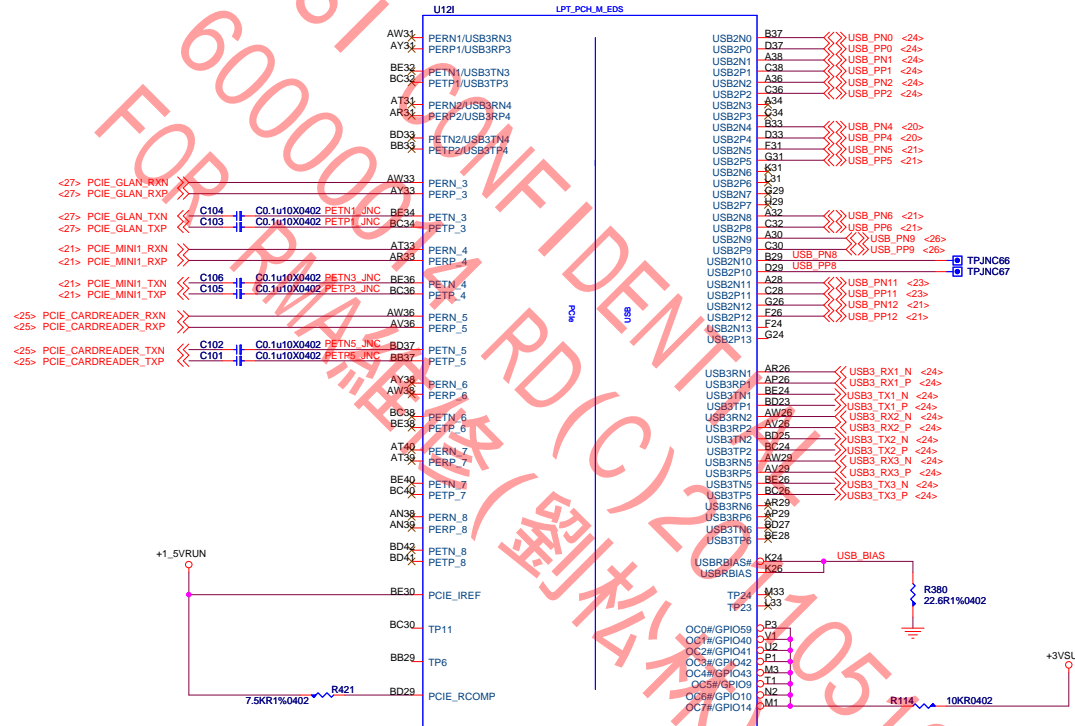 U12I LPT_PCH_M_EDS
AW31 PERN1/USB3RN3
AY31 PERP1/USB3RP3
BE32 PETN1/USB3TN3
BC32 PETP1/USB3TP3
AT31 PERN2/USB3RN4
AR31 PERP2/USB3RP4
BD33 PETN2/USB3TN4
BB33 PETP2/USB3TP4
<27> PCIE_GLAN_RXN AW33 PERN_3
<27> PCIE_GLAN_RXP AY33 PERP_3
<27> PCIE_GLAN_TXN C104 C0.1u10X0402 PETN1_JNC BE34 PETN_3
<27> PCIE_GLAN_TXP C103 C0.1u10X0402 PETP1_JNC BC34 PETP_3
<21> PCIE_MINI1_RXN AT33 PERN_4
<21> PCIE_MINI1_RXP AR33 PERP_4
<21> PCIE_MINI1_TXN C106 C0.1u10X0402 PETN3_JNC BE36 PETN_4
<21> PCIE_MINI1_TXP C105 C0.1u10X0402 PETP3_JNC BC36 PETP_4
<25> PCIE_CARDREADER_RXN AW36 PERN_5
<25> PCIE_CARDREADER_RXP AV36 PERP_5
<25> PCIE_CARDREADER_TXN C102 C0.1u10X0402 PETN5_JNC BD37 PETN_5
<25> PCIE_CARDREADER_TXP C101 C0.1u10X0402 PETP5_JNC BB37 PETP_5
AY38 PERN_6
AW38 PERP_6
BC38 PETN_6
BE38 PETP_6
AT40 PERN_7
AT39 PERP_7
BE40 PETN_7
BC40 PETP_7
AN38 PERN_8
AN39 PERP_8
BD42 PETN_8
BD41 PETP_8
+1_5VRUN
BE30 PCIE_IREF
BC30 TP11
BB29 TP6
7.5KR1%0402 R421 BD29 PCIE_RCOMP
PCIe
USB
USB2N0 B37 USB_PN0 <24>
USB2P0 D37 USB_PP0 <24>
USB2N1 A38 USB_PN1 <24>
USB2P1 C38 USB_PP1 <24>
USB2N2 A36 USB_PN2 <24>
USB2P2 C36 USB_PP2 <24>
USB2N3 A34
USB2P3 C34
USB2N4 B33 USB_PN4 <20>
USB2P4 D33 USB_PP4 <20>
USB2N5 F31 USB_PN5 <21>
USB2P5 G31 USB_PP5 <21>
USB2N6 K31
USB2P6 L31
USB2N7 G29
USB2P7 H29
USB2N8 A32 USB_PN6 <21>
USB2P8 C32 USB_PP6 <21>
USB2N9 A30 USB_PN9 <26>
USB2P9 C30 USB_PP9 <26>
USB2N10 B29 USB_PN8 TPJNC66
USB2P10 D29 USB_PP8 TPJNC67
USB2N11 A28 USB_PN11 <23>
USB2P11 C28 USB_PP11 <23>
USB2N12 G26 USB_PN12 <21>
USB2P12 F26 USB_PP12 <21>
USB2N13 F24
USB2P13 G24
USB3RN1 AR26 USB3_RX1_N <24>
USB3RP1 AP26 USB3_RX1_P <24>
USB3TN1 BE24 USB3_TX1_N <24>
USB3TP1 BD23 USB3_TX1_P <24>
USB3RN2 AW26 USB3_RX2_N <24>
USB3RP2 AV26 USB3_RX2_P <24>
USB3TN2 BD25 USB3_TX2_N <24>
USB3TP2 BC24 USB3_TX2_P <24>
USB3RN5 AW29 USB3_RX3_N <24>
USB3RP5 AV29 USB3_RX3_P <24>
USB3TN5 BE26 USB3_TX3_N <24>
USB3TP5 BC26 USB3_TX3_P <24>
USB3RN6 AR29
USB3RP6 AP29
USB3TN6 BD27
USB3TP6 BE28
USBRBIAS# K24 USB_BIAS
USBRBIAS K26
R380
22.6R1%0402
TP24 M33
TP23 L33
OC0#/GPIO59 P3
OC1#/GPIO40 V1
OC2#/GPIO41 U2
OC3#/GPIO42 P1
OC4#/GPIO43 M3
OC5#/GPIO9 T1
OC6#/GPIO10 N2
OC7#/GPIO14 M1
R114 10KR0402
CONFIDENTIAL
60000014 RD(C)2011051
FOR RMA維修(劉松林